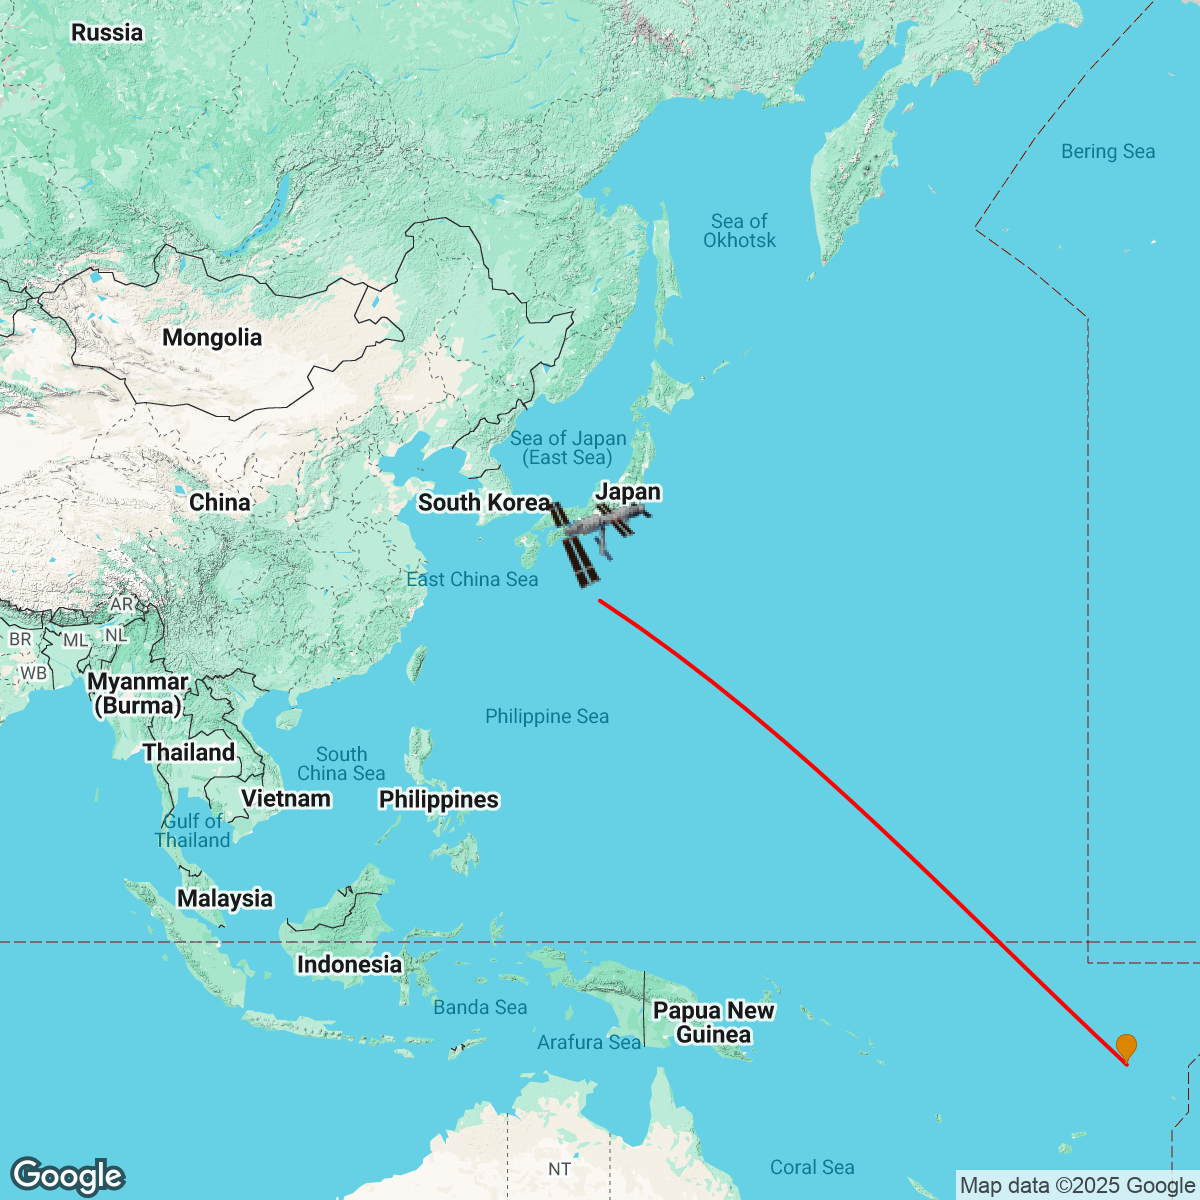 Russia
Bering Sea
Sea of
Okhotsk
Mongolia
Sea of Japan
(East Sea)
Japan
China
South Korea
East China Sea
AR
BR
ML
NL
WB
Myanmar
(Burma)
Philippine Sea
Thailand
South
China Sea
Vietnam
Philippines
Gulf of
Thailand
Malaysia
Indonesia
Banda Sea
Papua New
Guinea
Arafura Sea
NT
Coral Sea
Google
Map data ©2025 Google